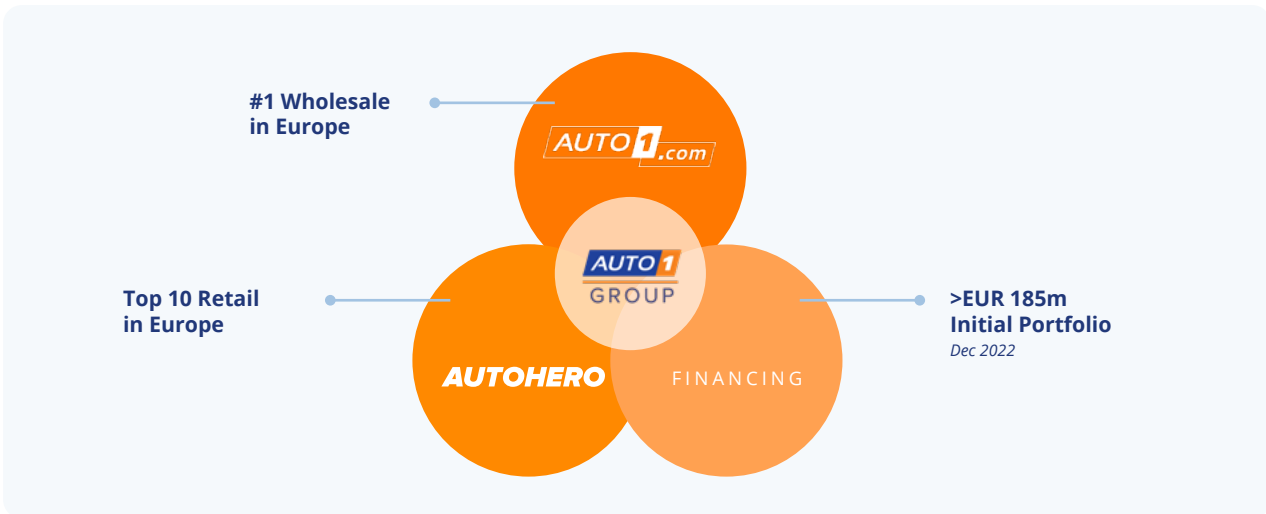 #1 Wholesale
in Europe
AUTO1.com
AUTO1
GROUP
Top 10 Retail
in Europe
>EUR 185m
Initial Portfolio
Dec 2022
AUTOHERO
FINANCING